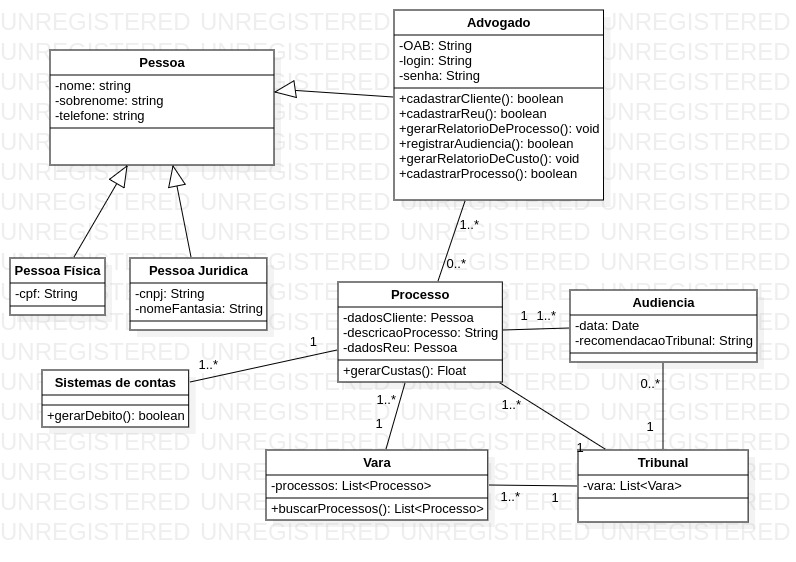 Advogado
-OAB: String
-login: String
-senha: String
+cadastrarCliente(): boolean
+cadastrarReu(): boolean
+gerarRelatorioDeProcesso(): void
+registrarAudiencia(): boolean
+gerarRelatorioDeCusto(): void
+cadastrarProcesso(): boolean
Pessoa
-nome: string
-sobrenome: string
-telefone: string
Pessoa Física
-cpf: String
Pessoa Juridica
-cnpj: String
-nomeFantasia: String
1..*
0..*
Processo
-dadosCliente: Pessoa
-descricaoProcesso: String
-dadosReu: Pessoa
+gerarCustas(): Float
1 1..*
Audiencia
-data: Date
-recomendacaoTribunal: String
1
1..*
Sistemas de contas
+gerarDebito(): boolean
1..*
1
1..*
1
0..*
1
Vara
-processos: List<Processo>
+buscarProcessos(): List<Processo>
1..* 1
Tribunal
-vara: List<Vara>
UNREGISTERED UNREGISTERED UNREGISTERED UNREGISTERED